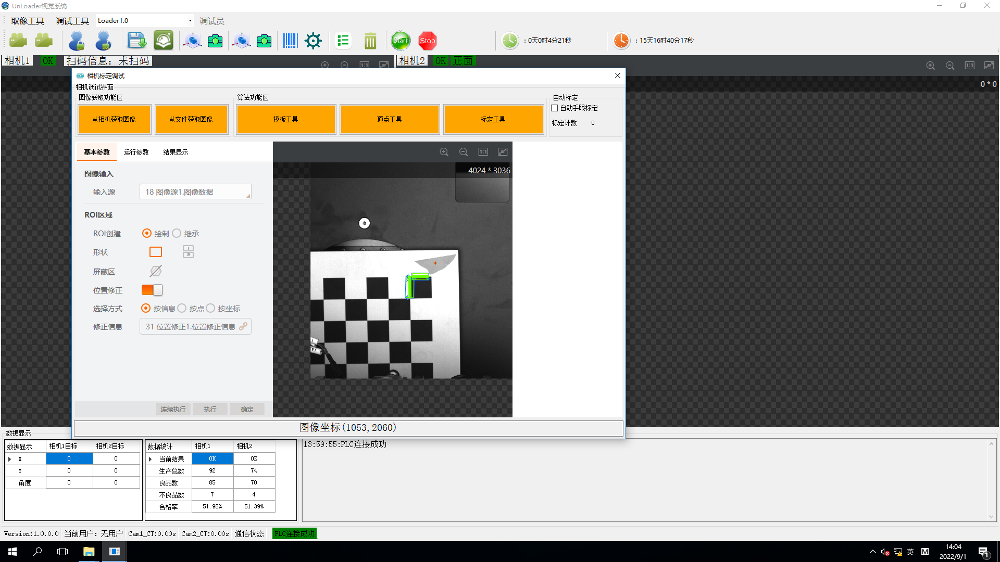 UnLoader视觉系统
取像工具 调试工具 Loader1.0 调试员
Start Stop : 0天0时4分21秒 : 15天16时40分17秒
相机1 OK 扫码信息：未扫码 相机2 OK 正面
1:1 1:1
0 * 0
相机标定调试
相机调试界面
图像获取功能区 算法功能区 自动标定
从相机获取图像 从文件获取图像 模板工具 顶点工具 标定工具
自动手眼标定
标定计数 0
基本参数 运行参数 结果显示
1:1
4024 * 3036
图像输入
输入源 18 图像源1.图像数据
ROI区域
ROI创建 绘制 继承
形状 1 2
屏蔽区
位置修正
选择方式 按信息 按点 按坐标
修正信息 31 位置修正1.位置修正信息
连续执行 执行 确定
图像坐标(1053,2060)
数据显示
数据显示 相机1目标 相机2目标
X 0 0
Y 0 0
角度 0 0
数据统计 相机1 相机2
当前结果 OK OK
生产总数 92 74
良品数 85 70
不良品数 7 4
合格率 51.98% 51.39%
13:59:55:PLC连接成功
Version:1.0.0.0 当前用户：无用户 Cam1_CT:0.00s Cam2_CT:0.00s 通信状态 PLC连接成功
英 M 14:04 1
2022/9/1